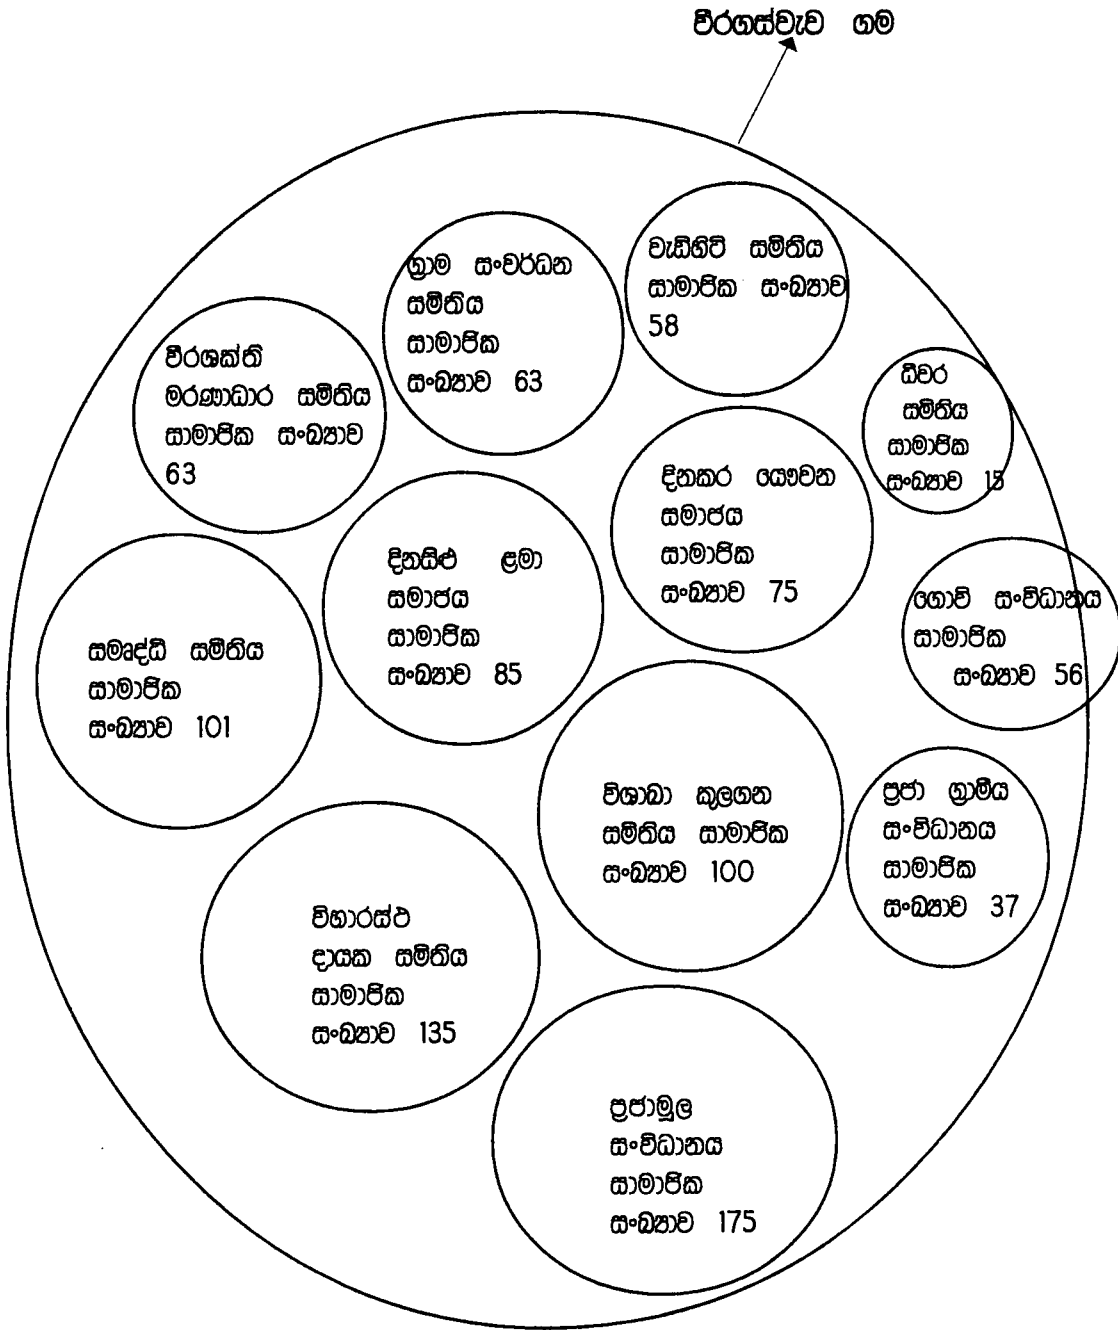 වීරගස්වැව ගම
ග්‍රාම සංවර්ධන
සමිතිය
සාමාජික
සංඛ්‍යාව 63
වැඩිහිටි සමිතිය
සාමාජික සංඛ්‍යාව
58
වීරශක්ති
මරණාධාර සමිතිය
සාමාජික සංඛ්‍යාව
63
ධීවර
සමිතිය
සාමාජික
සංඛ්‍යාව 15
දිනකර යෞවන
සමාජය
සාමාජික
සංඛ්‍යාව 75
දිනසිළු ළමා
සමාජය
සාමාජික
සංඛ්‍යාව 85
ගොවි සංවිධානය
සාමාජික
සංඛ්‍යාව 56
සමෘද්ධි සමිතිය
සාමාජික
සංඛ්‍යාව 101
විශාඛා කුලගන
සමිතිය සාමාජික
සංඛ්‍යාව 100
ප්‍රජා ග්‍රාමීය
සංවිධානය
සාමාජික
සංඛ්‍යාව 37
විහාරස්ථ
දායක සමිතිය
සාමාජික
සංඛ්‍යාව 135
ප්‍රජාමූල
සංවිධානය
සාමාජික
සංඛ්‍යාව 175